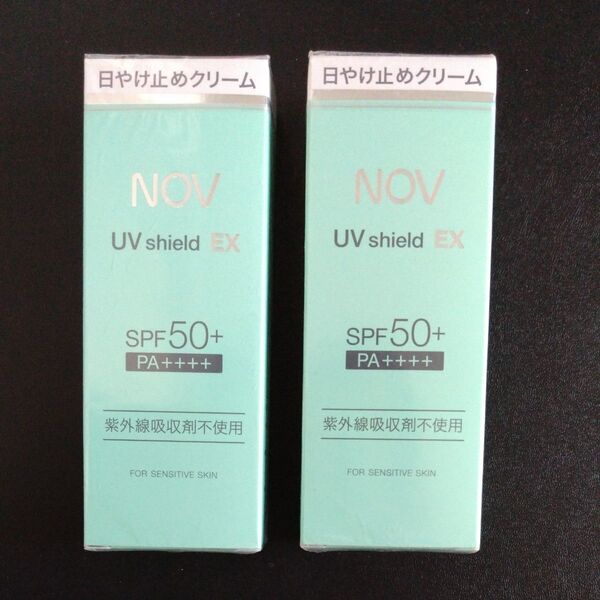 日やけ止めクリーム
NOV
UV shield EX
SPF50+
PA++++
紫外線吸収剤不使用
FOR SENSITIVE SKIN
日やけ止めクリーム
NOV
UV shield EX
SPF50+
PA++++
紫外線吸収剤不使用
FOR SENSITIVE SKIN